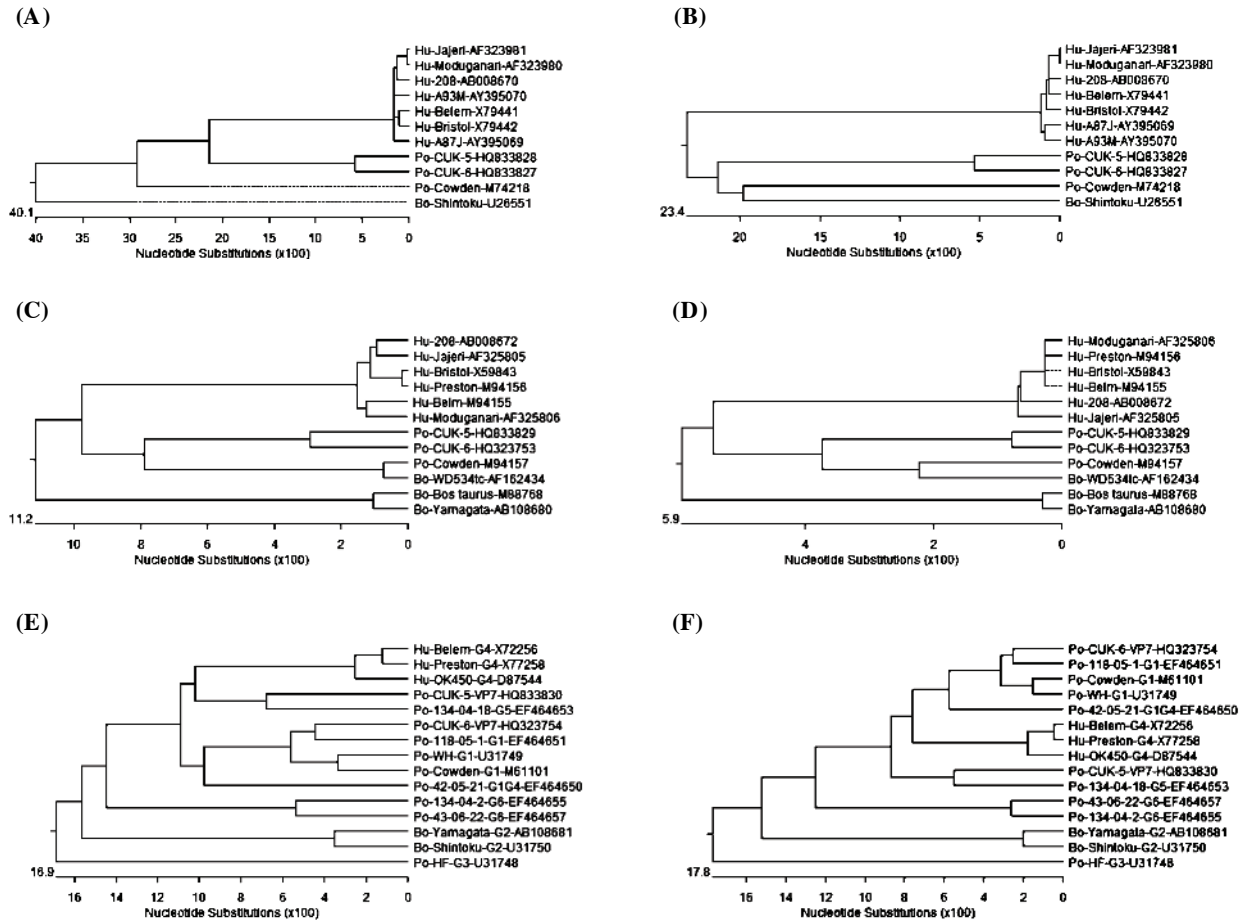 (A)
Hu-Jajeri-AF323981
Hu-Moduganari-AF323980
Hu-208-AB008670
Hu-A93M-AY395070
Hu-Belem-X79441
Hu-Bristol-X79442
Hu-A87J-AY395069
Po-CUK-5-HQ833828
Po-CUK-6-HQ833827
Po-Cowden-M74218
Bo-Shintoku-U26551
40.1
40 35 30 25 20 15 10 5 0
Nucleotide Substitutions (x100)
(B)
Hu-Jajeri-AF323981
Hu-Moduganari-AF323980
Hu-208-AB008670
Hu-Belem-X79441
Hu-Bristol-X79442
Hu-A87J-AY395069
Hu-A93M-AY395070
Po-CUK-5-HQ833828
Po-CUK-6-HQ833827
Po-Cowden-M74218
Bo-Shintoku-U26551
23.4
20 15 10 5 0
Nucleotide Substitutions (x100)
(C)
Hu-208-AB008672
Hu-Jajeri-AF325805
Hu-Bristol-X59843
Hu-Preston-M94156
Hu-Belm-M94155
Hu-Moduganari-AF325806
Po-CUK-5-HQ833829
Po-CUK-6-HQ323753
Po-Cowden-M94157
Bo-WD534tc-AF162434
Bo-Bos taurus-M88768
Bo-Yamagata-AB108680
11.2
10 8 6 4 2 0
Nucleotide Substitutions (x100)
(D)
Hu-Moduganari-AF325806
Hu-Preston-M94156
Hu-Bristol-X59843
Hu-Belm-M94155
Hu-208-AB008672
Hu-Jajeri-AF325805
Po-CUK-5-HQ833829
Po-CUK-6-HQ323753
Po-Cowden-M94157
Bo-WD534tc-AF162434
Bo-Bos taurus-M88768
Bo-Yamagata-AB108680
5.9
4 2 0
Nucleotide Substitutions (x100)
(E)
Hu-Belem-G4-X72256
Hu-Preston-G4-X77258
Hu-OK450-G4-D87544
Po-CUK-5-VP7-HQ833830
Po-134-04-18-G5-EF464653
Po-CUK-6-VP7-HQ323754
Po-118-05-1-G1-EF464651
Po-WH-G1-U31749
Po-Cowden-G1-M61101
Po-42-05-21-G1G4-EF464650
Po-134-04-2-G6-EF464655
Po-43-06-22-G6-EF464657
Bo-Yamagata-G2-AB108681
Bo-Shintoku-G2-U31750
Po-HF-G3-U31748
16.9
16 14 12 10 8 6 4 2 0
Nucleotide Substitutions (x100)
(F)
Po-CUK-6-VP7-HQ323754
Po-118-05-1-G1-EF464651
Po-Cowden-G1-M61101
Po-WH-G1-U31749
Po-42-05-21-G1G4-EF464650
Hu-Belem-G4-X72256
Hu-Preston-G4-X77258
Hu-OK450-G4-D87544
Po-CUK-5-VP7-HQ833830
Po-134-04-18-G5-EF464653
Po-43-06-22-G6-EF464657
Po-134-04-2-G6-EF464655
Bo-Yamagata-G2-AB108681
Bo-Shintoku-G2-U31750
Po-HF-G3-U31748
17.8
16 14 12 10 8 6 4 2 0
Nucleotide Substitutions (x100)